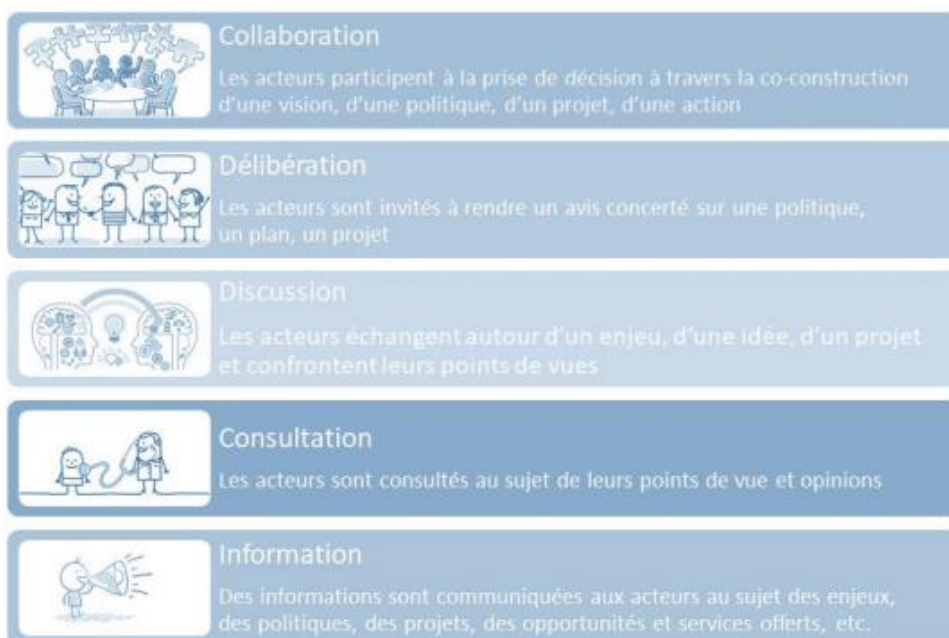 Collaboration
Les acteurs participent à la prise de décision à travers la co-construction
d'une vision, d'une politique, d'un projet, d'une action
Délibération
Les acteurs sont invités à rendre un avis concerté sur une politique,
un plan, un projet
Discussion
Les acteurs échangent autour d'un enjeu, d'une idée, d'un projet
et confrontent leurs points de vues
Consultation
Les acteurs sont consultés au sujet de leurs points de vue et opinions
Information
Des informations sont communiquées aux acteurs au sujet des enjeux,
des politiques, des projets, des opportunités et services offerts, etc.